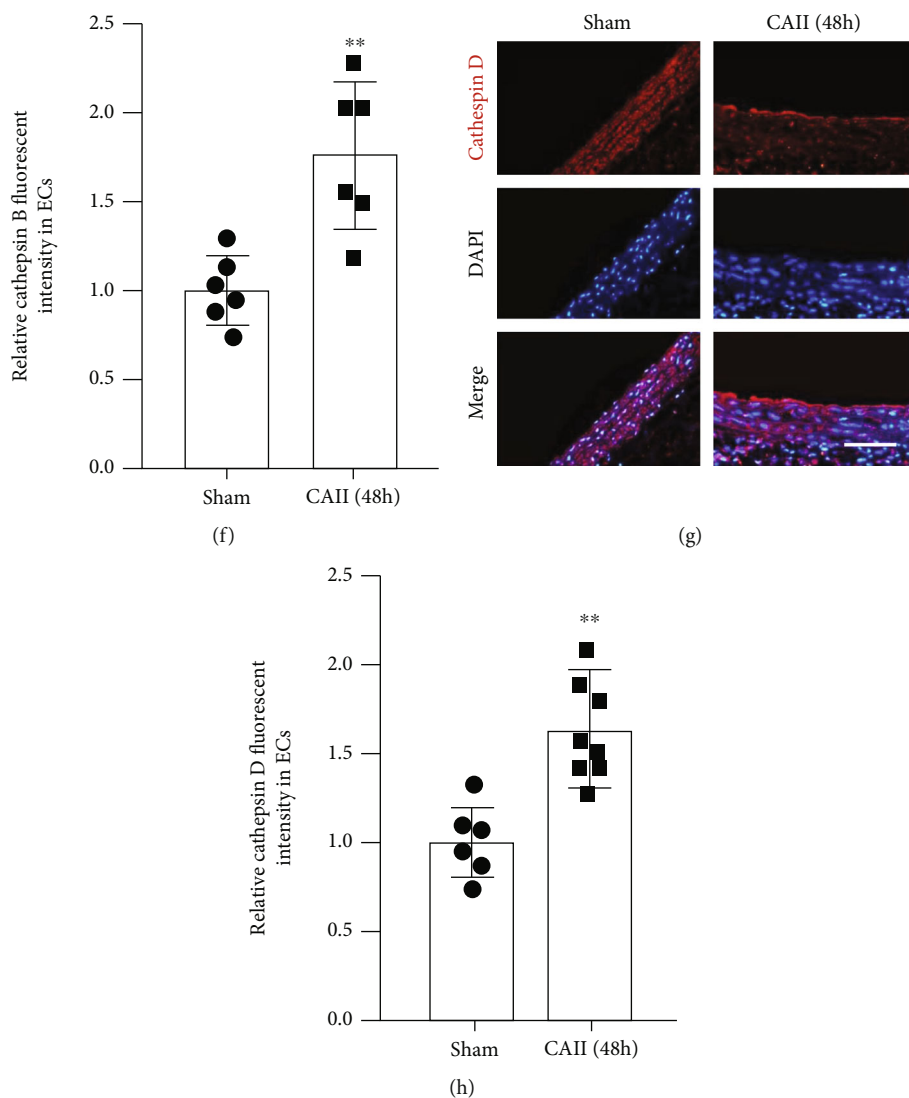 Relative cathepsin B fluorescent
intensity in ECs
2.5
2.0
1.5
1.0
0.5
0.0
**
Sham
CAII (48h)
(f)
Sham
CAII (48h)
Cathespin D
DAPI
Merge
(g)
Relative cathepsin D fluorescent
intensity in ECs
2.5
2.0
1.5
1.0
0.5
0.0
**
Sham
CAII (48h)
(h)